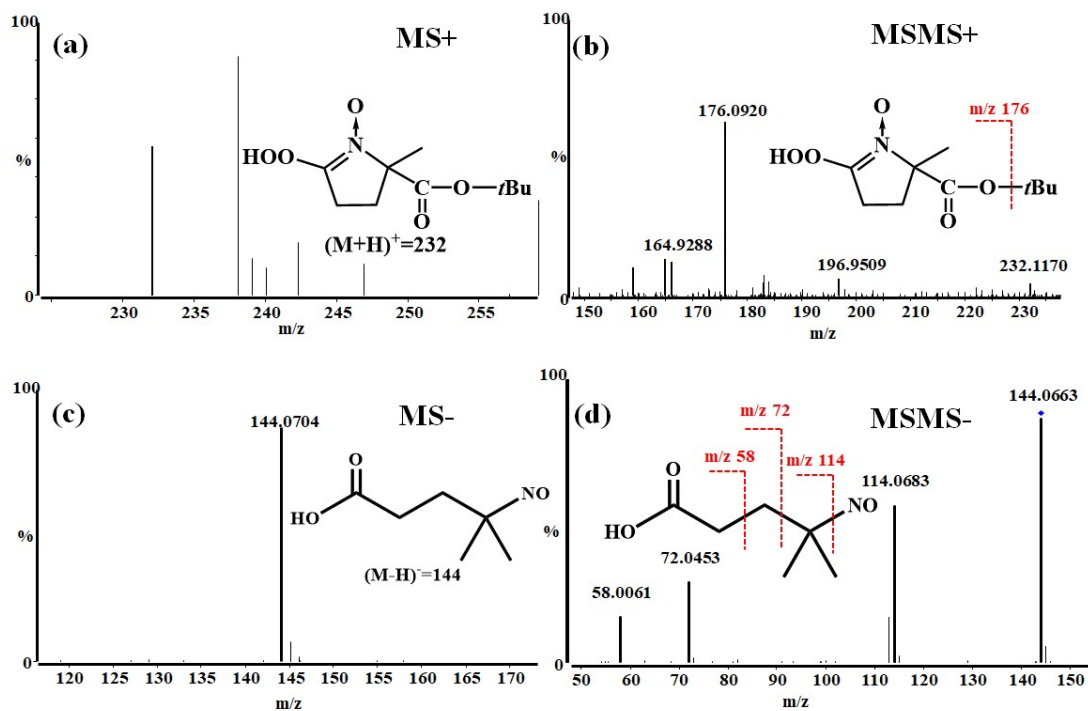 100
(a)
MS+
%
O
N
HOO
C
O
tBu
O
(M+H)+=232
0
230
235
240
245
250
255
m/z
100
(b)
MSMS+
176.0920
m/z 176
%
O
N
HOO
C
O
tBu
O
164.9288
196.9509
232.1170
0
150
160
170
180
190
200
210
220
230
m/z
100
(c)
MS-
144.0704
%
O
HO
NO
(M-H)-=144
0
120
125
130
135
140
145
150
155
160
165
170
m/z
100
(d)
MSMS-
144.0663
m/z 72
m/z 58
m/z 114
114.0683
%
O
HO
NO
72.0453
58.0061
0
50
60
70
80
90
100
110
120
130
140
150
m/z